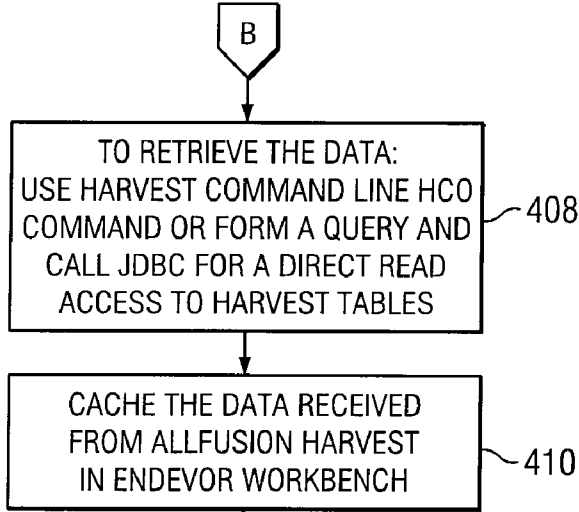 B
TO RETRIEVE THE DATA:
USE HARVEST COMMAND LINE HCO
COMMAND OR FORM A QUERY AND
CALL JDBC FOR A DIRECT READ
ACCESS TO HARVEST TABLES
408
CACHE THE DATA RECEIVED
FROM ALLFUSION HARVEST
IN ENDEVOR WORKBENCH
410